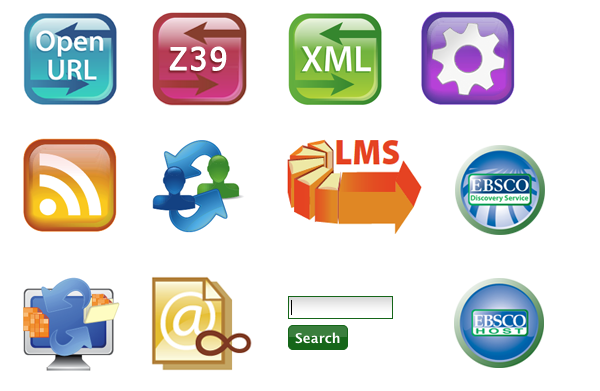 Open
URL
Z39
XML
LMS
EBSCO
Discovery Service
@
Search
EBSCO
HOST